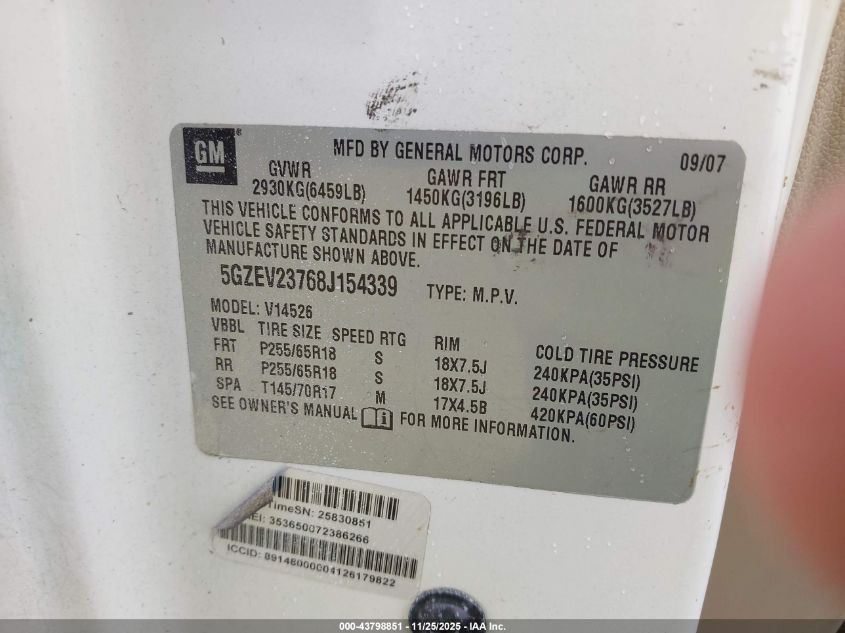 GM
MFD BY GENERAL MOTORS CORP. 09/07
GVWR GAWR FRT GAWR RR
2930KG(6459LB) 1450KG(3196LB) 1600KG(3527LB)
THIS VEHICLE CONFORMS TO ALL APPLICABLE U.S. FEDERAL MOTOR
VEHICLE SAFETY STANDARDS IN EFFECT ON THE DATE OF
MANUFACTURE SHOWN ABOVE.
5GZEV23768J154339 TYPE: M.P.V.
MODEL: V14526
VBBL TIRE SIZE SPEED RTG RIM COLD TIRE PRESSURE
FRT P255/65R18 S 18X7.5J 240KPA(35PSI)
RR P255/65R18 S 18X7.5J 240KPA(35PSI)
SPA T145/70R17 M 17X4.5B 420KPA(60PSI)
SEE OWNER'S MANUAL FOR MORE INFORMATION.
TimeSN: 25830851
EI: 353650072386266
ICCID: 89148000004126179822
000-43798851 • 11/25/2025 • IAA Inc.